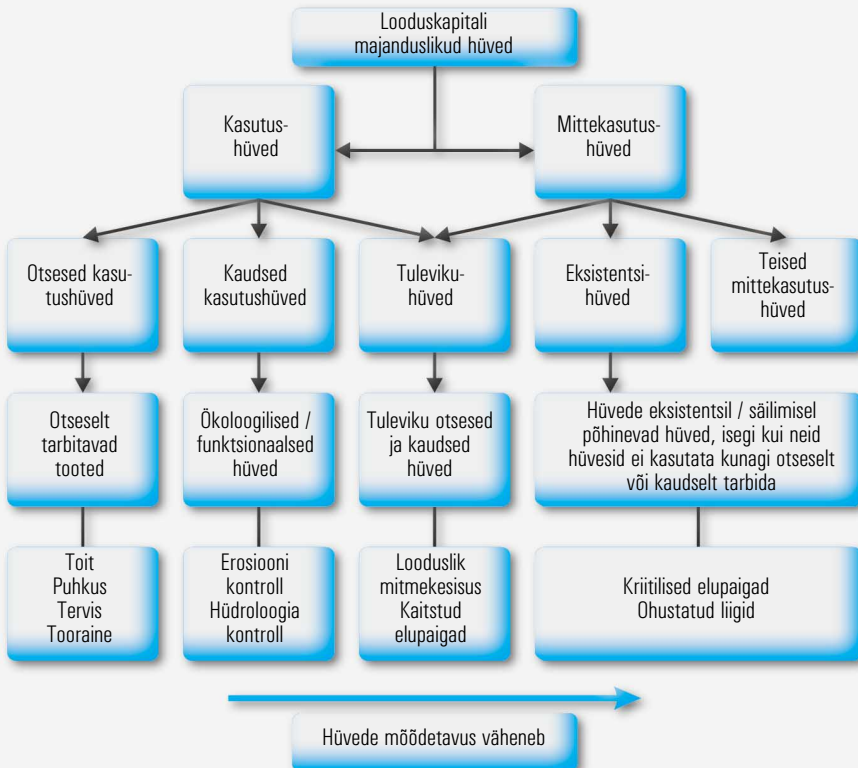 Looduskapitali
majanduslikud hüved
Kasutus-
hüved
Mittekasutus-
hüved
Otsesed kasu-
tushüved
Kaudsed
kasutushüved
Tuleviku-
hüved
Eksistentsi-
hüved
Teised
mittekasutus-
hüved
Otseselt
tarbitavad
tooted
Ökoloogilised /
funktsionaalsed
hüved
Tuleviku otsesed
ja kaudsed
hüved
Hüvede eksistentsil / säilimisel
põhinevad hüved, isegi kui neid
hüvesid ei kasutata kunagi otseselt
või kaudselt tarbida
Toit
Puhkus
Tervis
Tooraine
Erosiooni
kontroll
Hüdroloogia
kontroll
Looduslik
mitmekesisus
Kaitstud
elupaigad
Kriitilised elupaigad
Ohustatud liigid
Hüvede mõõdetavus väheneb